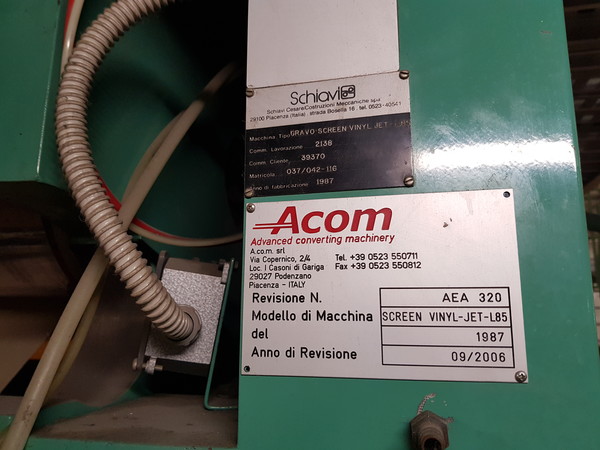 Schiavi
Schiavi Cesare/Costruzioni Meccaniche spa
29100 Piacenza (Italia) strada Bosella 16, tel. 0523-40541
Macchina Tipo GRAVO-SCREEN VINYL JET-L85
Comm. Lavorazione 2138
Comm. Cliente 39370
Matricola 037/042-116
Anno di fabbricazione 1987
Acom
Advanced converting machinery
A.co.m. srl
Via Copernico, 2/4 Tel. +39 0523 550711
Loc. I Casoni di Gariga Fax +39 0523 550812
29027 Podenzano
Piacenza - ITALY
Revisione N. AEA 320
Modello di Macchina SCREEN VINYL-JET-L85
del 1987
Anno di Revisione 09/2006